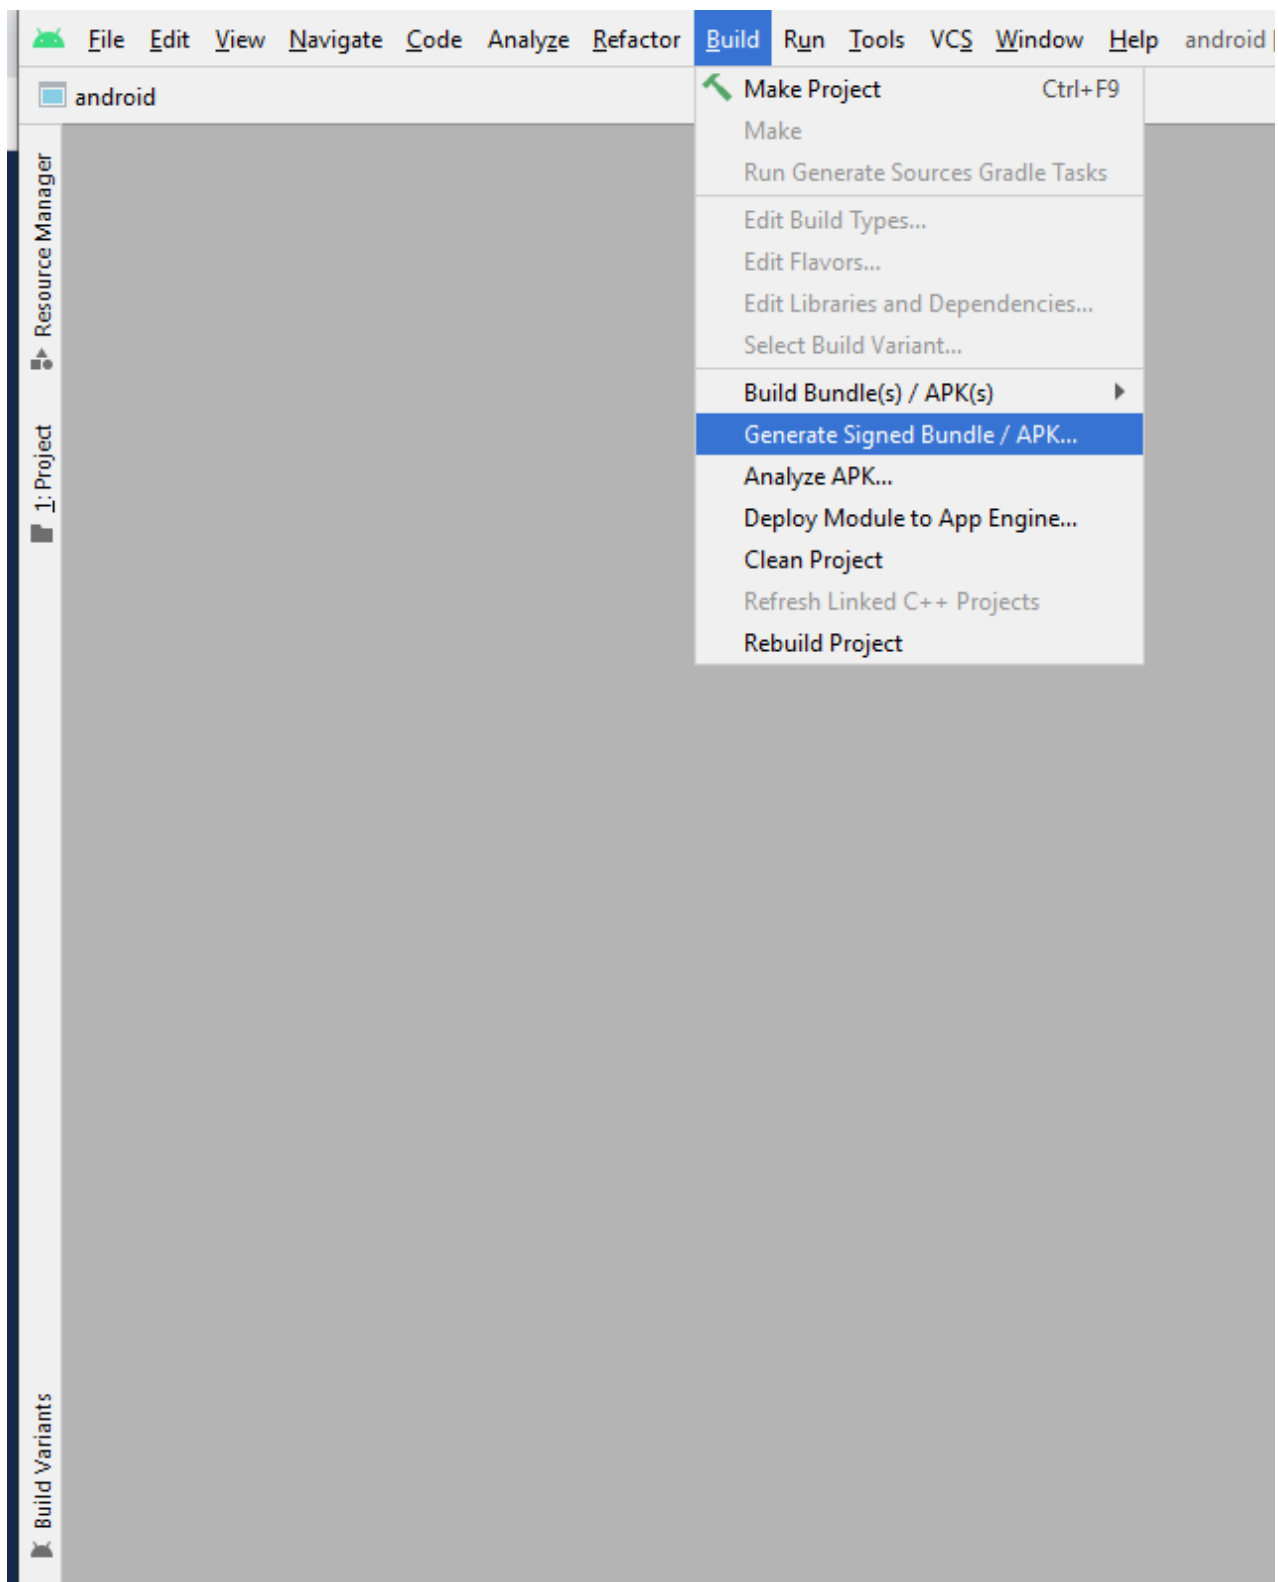 File Edit View Navigate Code Analyze Refactor Build Run Tools VCS Window Help android
android
Make Project Ctrl+F9
Make
Run Generate Sources Gradle Tasks
Edit Build Types...
Edit Flavors...
Edit Libraries and Dependencies...
Select Build Variant...
Build Bundle(s) / APK(s)
Generate Signed Bundle / APK...
Analyze APK...
Deploy Module to App Engine...
Clean Project
Refresh Linked C++ Projects
Rebuild Project
Resource Manager
1: Project
Build Variants